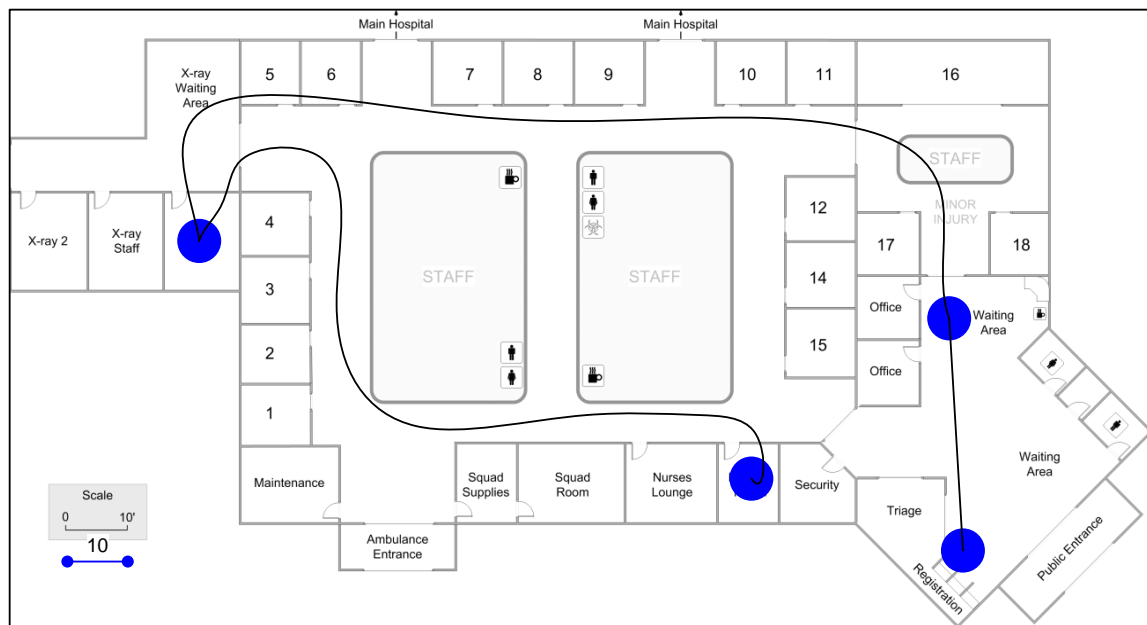 Main Hospital
Main Hospital
X-ray
Waiting
Area
5
6
7
8
9
10
11
16
STAFF
MINOR
INJURY
4
3
2
1
X-ray 2
X-ray
Staff
STAFF
STAFF
12
14
15
17
18
Office
Office
Waiting
Area
Waiting
Area
Maintenance
Squad
Supplies
Squad
Room
Nurses
Lounge
Security
Triage
Registration
Public Entrance
Ambulance
Entrance
Scale
0 10'
10